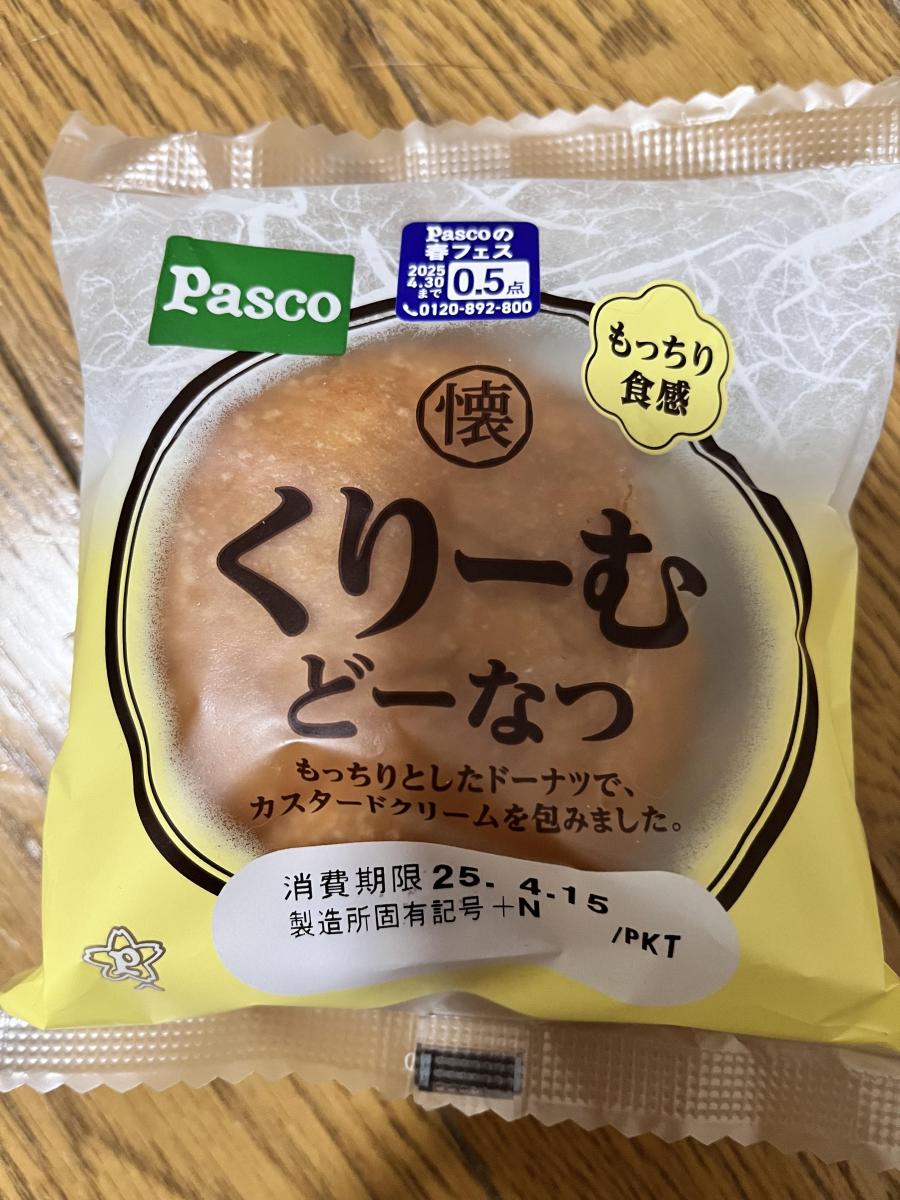 Pasco
Pascoの
春フェス
2025
4.30
まで
0.5点
0120-892-800
もっちり
食感
懐
くりーむ
どーなつ
もっちりとしたドーナツで、
カスタードクリームを包みました。
消費期限 25. 4.15
製造所固有記号 +N
/PKT
P